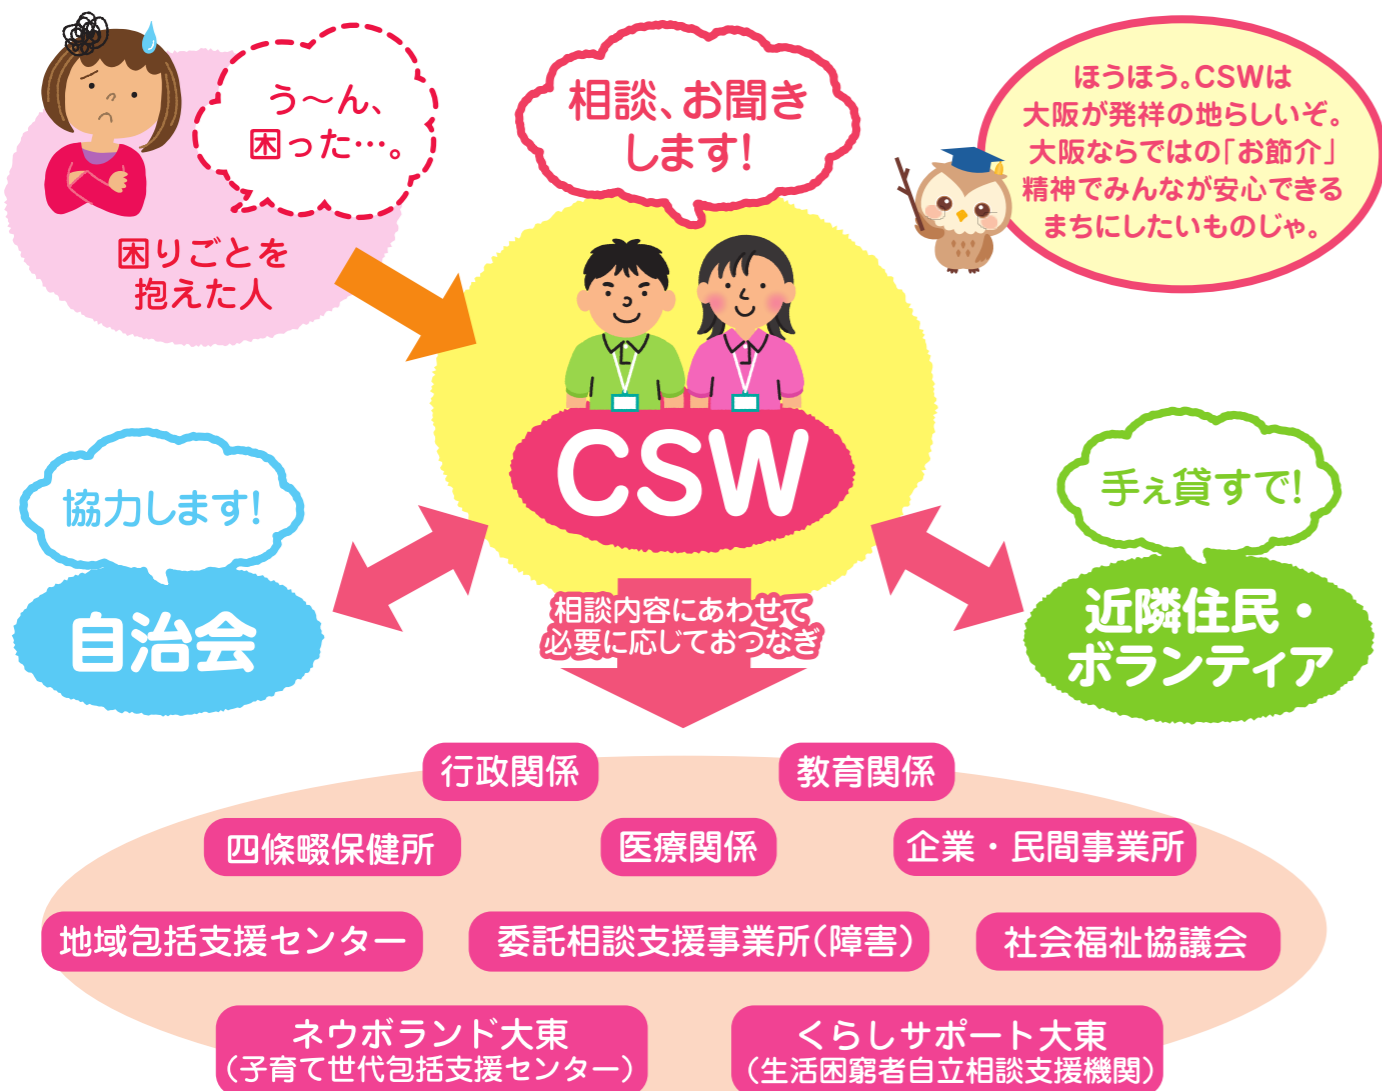 う～ん、
困った…。
困りごとを
抱えた人
相談、お聞き
します!
ほうほう。CSWは
大阪が発祥の地らしいぞ。
大阪ならではの「お節介」
精神でみんなが安心できる
まちにしたいものじゃ。
CSW
協力します!
自治会
手ぇ貸すで!
近隣住民・
ボランティア
相談内容にあわせて
必要に応じておつなぎ
行政関係
教育関係
四條畷保健所
医療関係
企業・民間事業所
地域包括支援センター
委託相談支援事業所(障害)
社会福祉協議会
ネウボランド大東
(子育て世代包括支援センター)
くらしサポート大東
(生活困窮者自立相談支援機関)